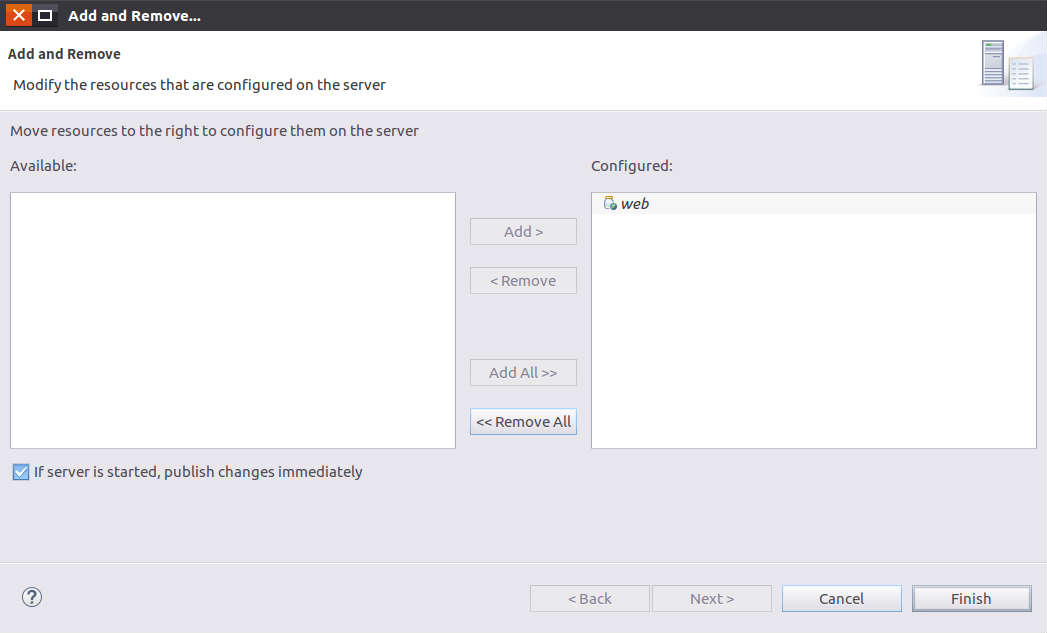 Add and Remove...
Add and Remove
Modify the resources that are configured on the server
Move resources to the right to configure them on the server
Available:
Configured:
web
Add >
< Remove
Add All >>
<< Remove All
If server is started, publish changes immediately
?
< Back
Next >
Cancel
Finish